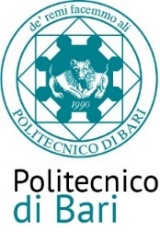 de' remi facemmo ali
1990
POLITECNICO DI BARI
Politecnico
di Bari